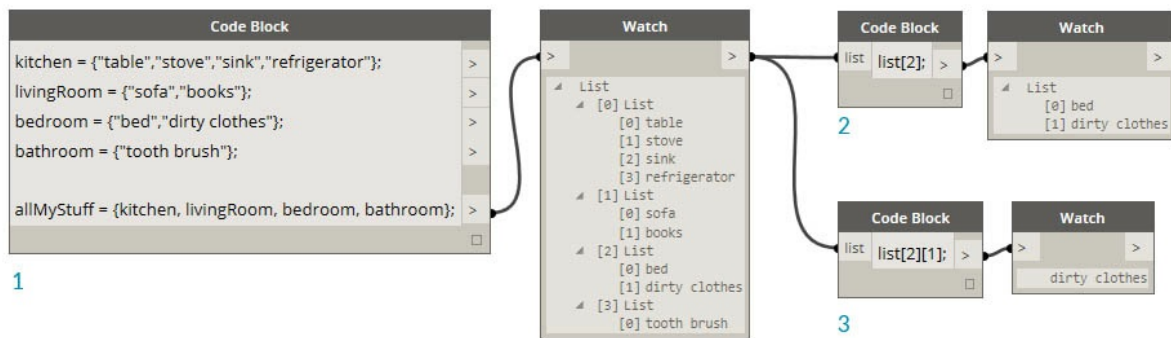 Code Block
kitchen = {"table","stove","sink","refrigerator"};
>
livingRoom = {"sofa","books"};
>
bedroom = {"bed","dirty clothes"};
>
bathroom = {"tooth brush"};
>
allMyStuff = {kitchen, livingRoom, bedroom, bathroom};
>
1
Watch
> >
List
[0] List
[0] table
[1] stove
[2] sink
[3] refrigerator
[1] List
[0] sofa
[1] books
[2] List
[0] bed
[1] dirty clothes
[3] List
[0] tooth brush
Code Block
list list[2]; >
2
Watch
> >
List
[0] bed
[1] dirty clothes
Code Block
list list[2][1]; >
3
Watch
> >
dirty clothes